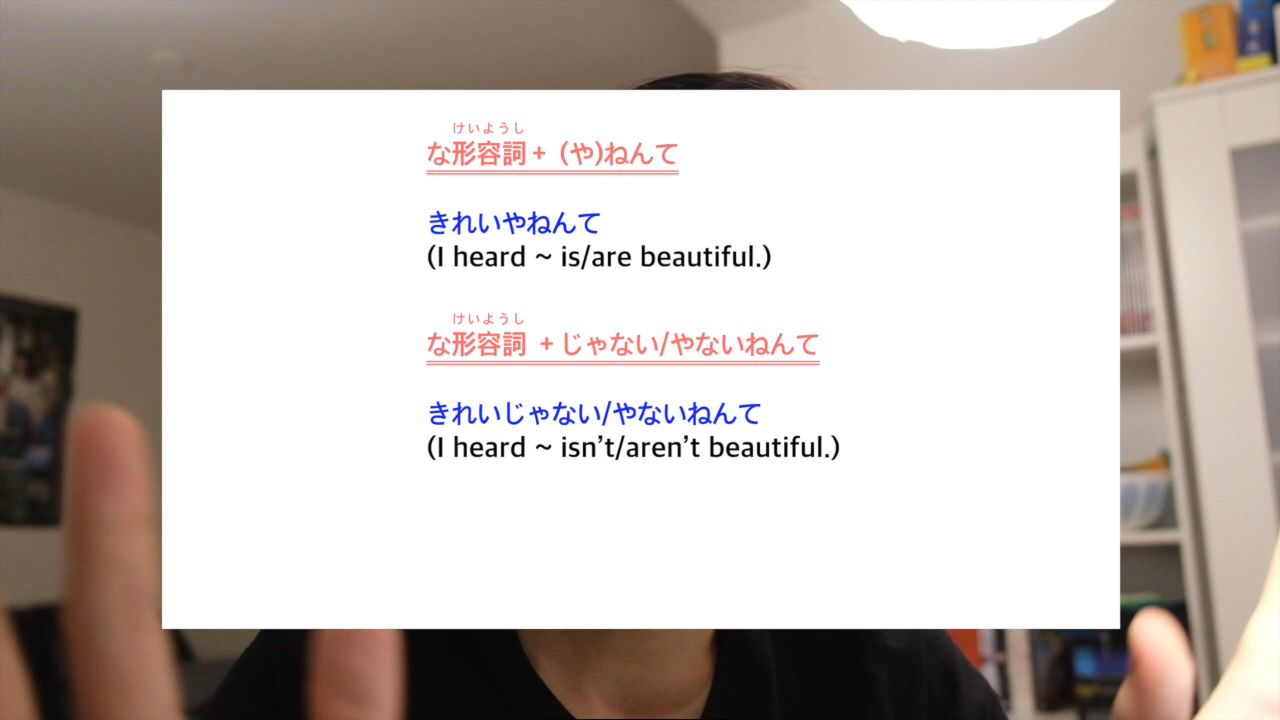 けいようし
な形容詞 + (や)ねんて
きれいやねんて
(I heard ~ is/are beautiful.)
けいようし
な形容詞 + じゃない/やないねんて
きれいじゃない/やないねんて
(I heard ~ isn't/aren't beautiful.)